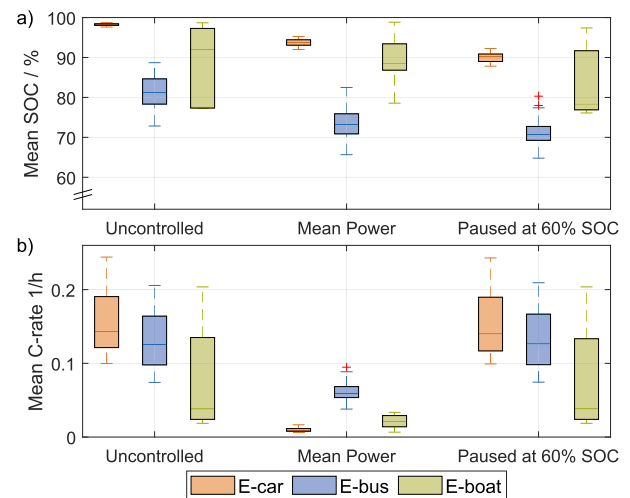 a)
100
90
80
70
60
Mean SOC / %
Uncontrolled Mean Power Paused at 60% SOC
b)
0.2
0.1
0
Mean C-rate 1/h
Uncontrolled Mean Power Paused at 60% SOC
E-car E-bus E-boat